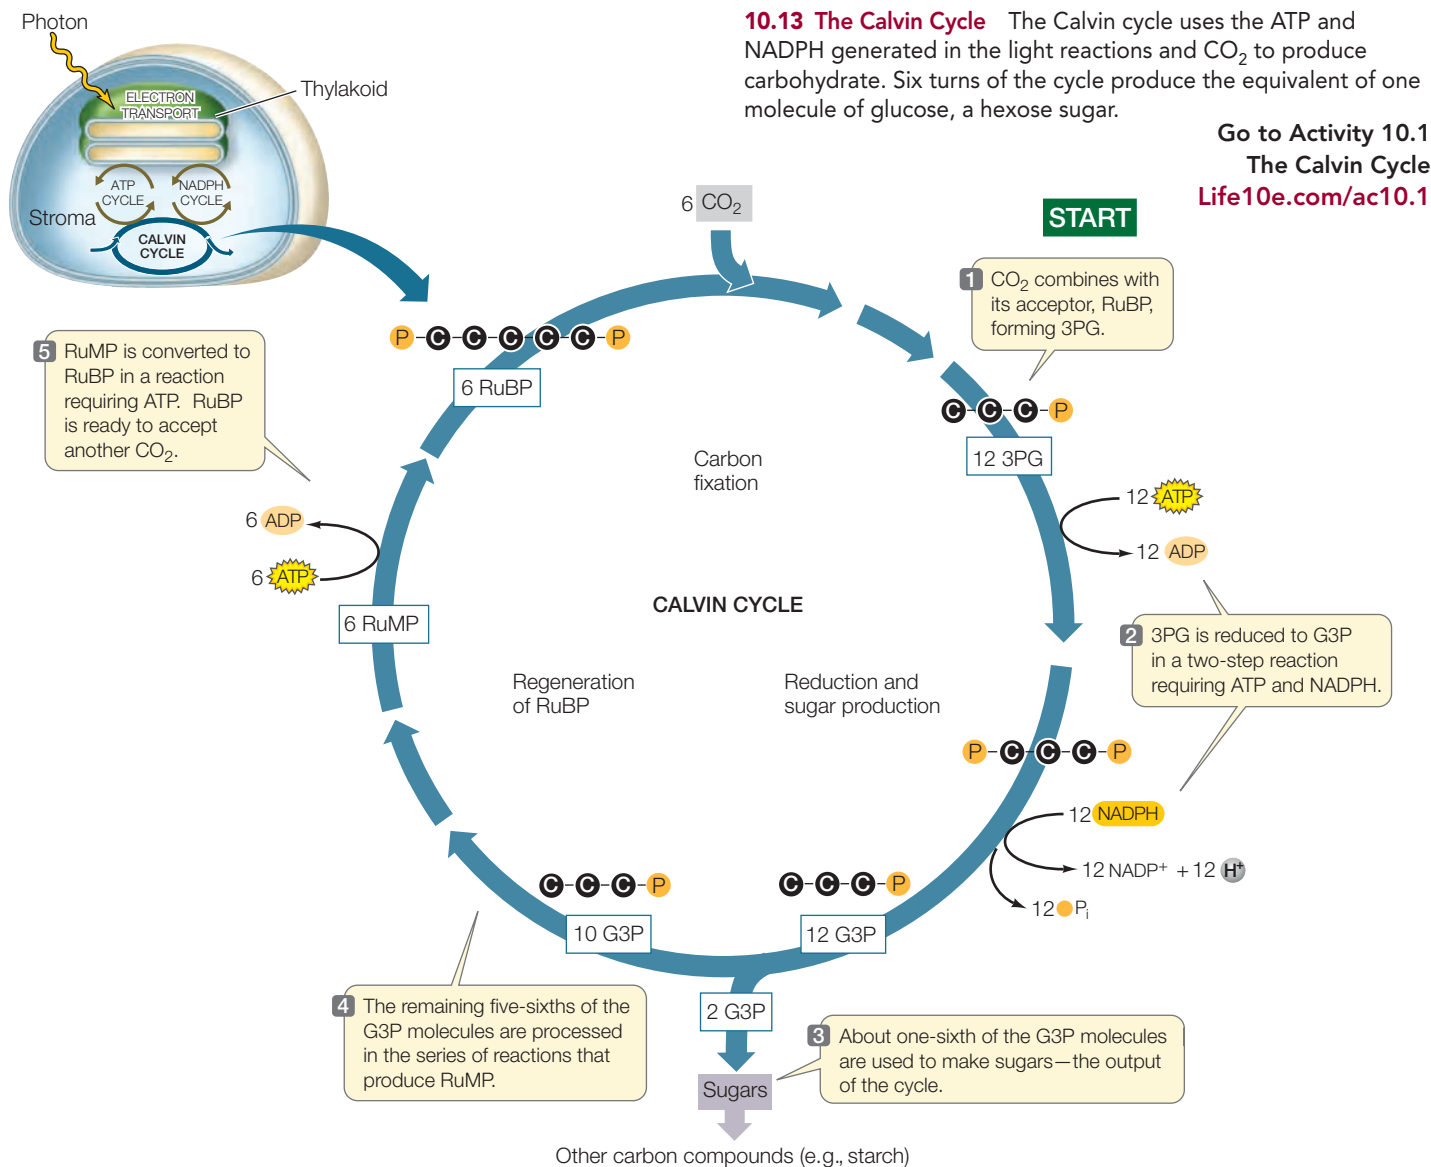 Photon
ELECTRON
TRANSPORT
Thylakoid
ATP
CYCLE
NADPH
CYCLE
Stroma
CALVIN
CYCLE
10.13 The Calvin Cycle The Calvin cycle uses the ATP and
NADPH generated in the light reactions and CO₂ to produce
carbohydrate. Six turns of the cycle produce the equivalent of one
molecule of glucose, a hexose sugar.
Go to Activity 10.1
The Calvin Cycle
Life10e.com/ac10.1
6 CO₂
START
1 CO₂ combines with
its acceptor, RuBP,
forming 3PG.
P-C-C-C-C-C-P
6 RuBP
5 RuMP is converted to
RuBP in a reaction
requiring ATP. RuBP
is ready to accept
another CO₂.
C-C-C-P
12 3PG
Carbon
fixation
12 ATP
12 ADP
6 ADP
6 ATP
CALVIN CYCLE
6 RuMP
2 3PG is reduced to G3P
in a two-step reaction
requiring ATP and NADPH.
Regeneration
of RuBP
Reduction and
sugar production
P-C-C-C-P
12 NADPH
12 NADP⁺ + 12 H⁺
12 Pᵢ
C-C-C-P
10 G3P
C-C-C-P
12 G3P
2 G3P
4 The remaining five-sixths of the
G3P molecules are processed
in the series of reactions that
produce RuMP.
3 About one-sixth of the G3P molecules
are used to make sugars—the output
of the cycle.
Sugars
Other carbon compounds (e.g., starch)